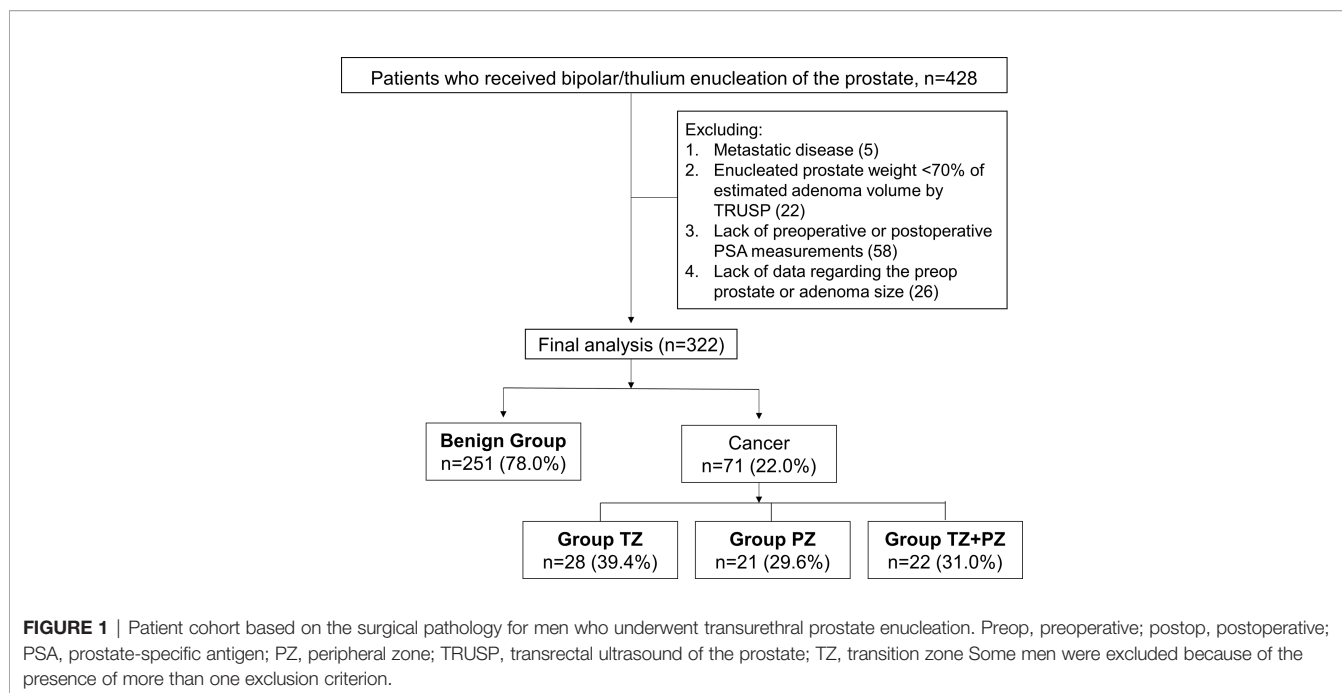 Patients who received bipolar/thulium enucleation of the prostate, n=428
Excluding:
1. Metastatic disease (5)
2. Enucleated prostate weight <70% of
estimated adenoma volume by
TRUSP (22)
3. Lack of preoperative or postoperative
PSA measurements (58)
4. Lack of data regarding the preop
prostate or adenoma size (26)
Final analysis (n=322)
Benign Group
n=251 (78.0%)
Cancer
n=71 (22.0%)
Group TZ
n=28 (39.4%)
Group PZ
n=21 (29.6%)
Group TZ+PZ
n=22 (31.0%)
FIGURE 1 | Patient cohort based on the surgical pathology for men who underwent transurethral prostate enucleation. Preop, preoperative; postop, postoperative;
PSA, prostate-specific antigen; PZ, peripheral zone; TRUSP, transrectal ultrasound of the prostate; TZ, transition zone Some men were excluded because of the
presence of more than one exclusion criterion.